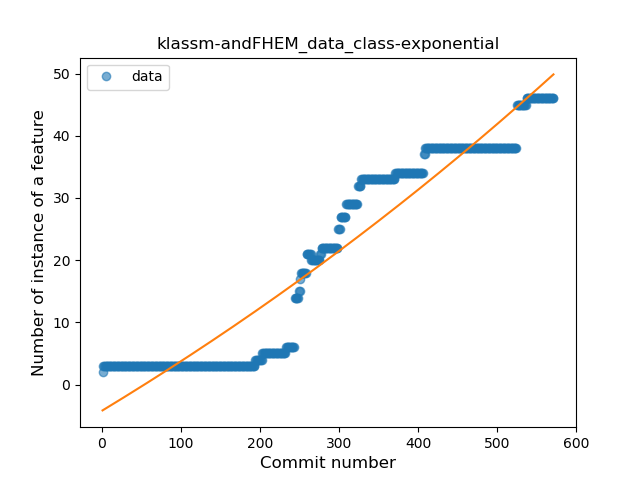 klassm-andFHEM_data_class-exponential
data
Number of instance of a feature
50
40
30
20
10
0
0 100 200 300 400 500 600
Commit number